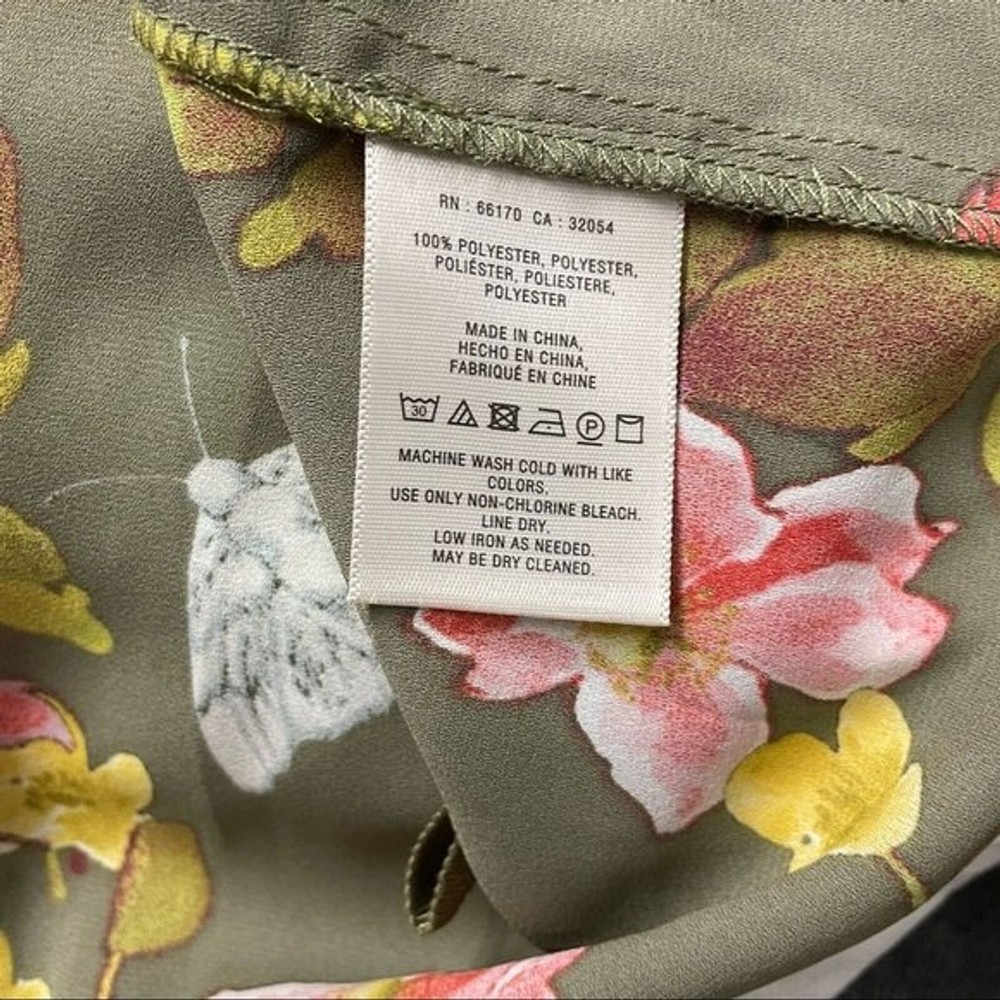 RN : 66170 CA : 32054
100% POLYESTER, POLYESTER,
POLIÉSTER, POLIESTERE,
POLYESTER
MADE IN CHINA,
HECHO EN CHINA,
FABRIQUÉ EN CHINE
30 P
MACHINE WASH COLD WITH LIKE
COLORS.
USE ONLY NON-CHLORINE BLEACH.
LINE DRY.
LOW IRON AS NEEDED.
MAY BE DRY CLEANED.